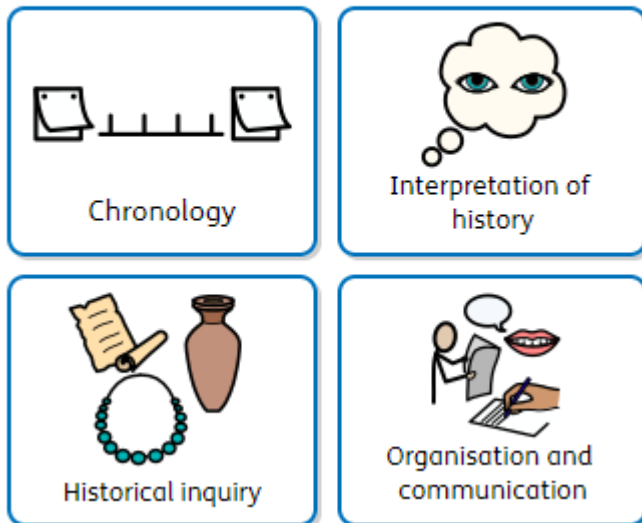 Chronology
Interpretation of
history
Historical inquiry
Organisation and
communication